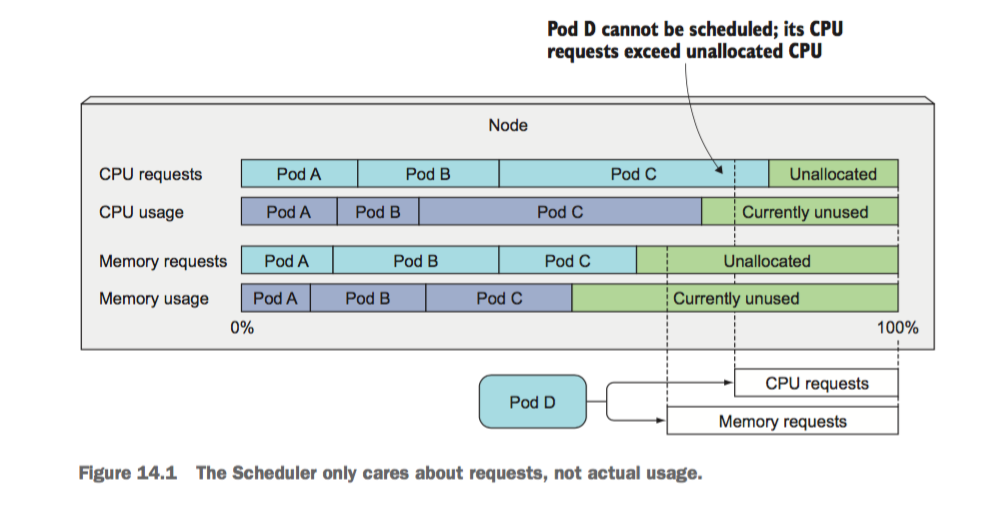 Pod D cannot be scheduled; its CPU
requests exceed unallocated CPU
Node
CPU requests Pod A Pod B Pod C Unallocated
CPU usage Pod A Pod B Pod C Currently unused
Memory requests Pod A Pod B Pod C Unallocated
Memory usage Pod A Pod B Pod C Currently unused
0% 100%
CPU requests
Pod D
Memory requests
Figure 14.1 The Scheduler only cares about requests, not actual usage.